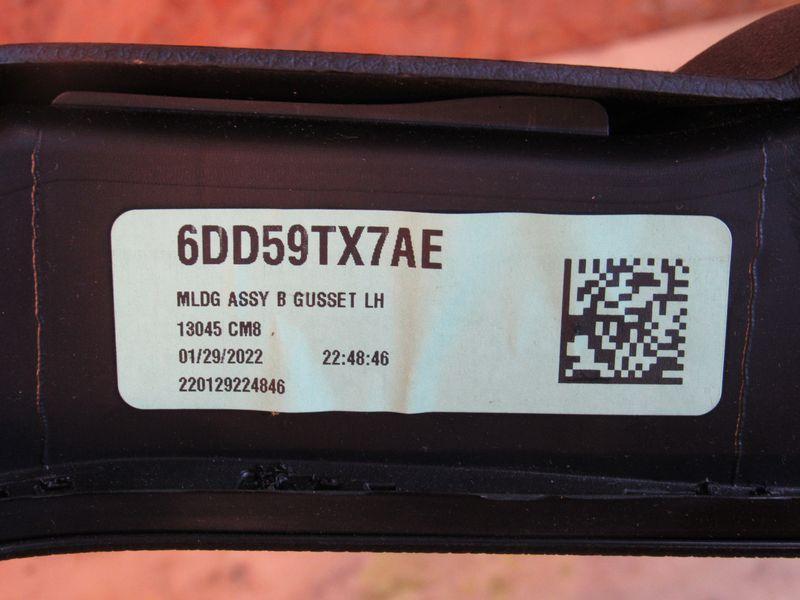 6DD59TX7AE
MLDG ASSY B GUSSET LH
13045 CM8
01/29/2022 22:48:46
220129224846